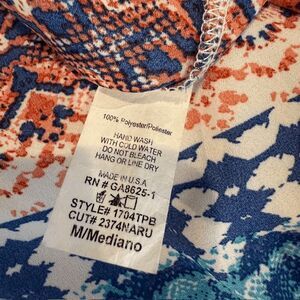 100% Polyester/Poliester
HAND WASH
WITH COLD WATER
DO NOT BLEACH
HANG OR LINE DRY
MADE IN U.S.A
RN # GA8625-1
STYLE# 1704TPB
CUT# 2374NARU
M/Mediano